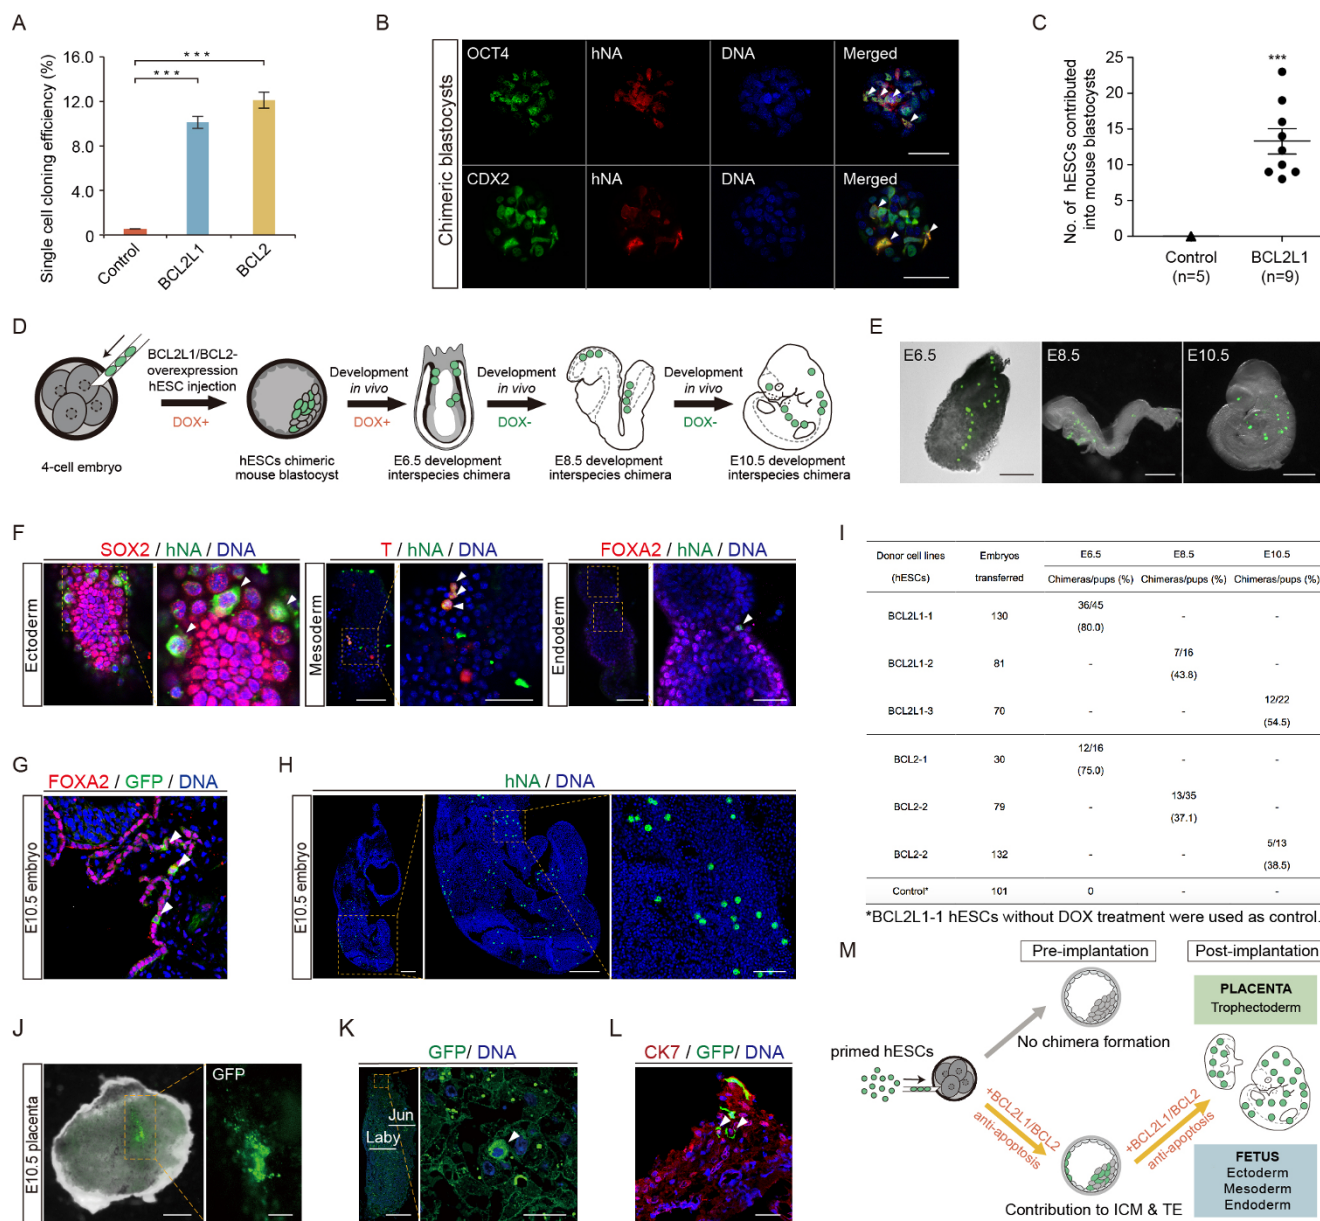 A
Single cell cloning efficiency (%)
16.0
12.0
8.0
4.0
0
***
***
Control
BCL2L1
BCL2
B
Chimeric blastocysts
OCT4
hNA
DNA
Merged
CDX2
hNA
DNA
Merged
C
No. of hESCs contributed
into mouse blastocysts
25
20
15
10
5
0
***
Control
(n=5)
BCL2L1
(n=9)
D
BCL2L1/BCL2-
overexpression
hESC injection
DOX+
Development
in vivo
DOX+
Development
in vivo
DOX-
Development
in vivo
DOX-
4-cell embryo
hESCs chimeric
mouse blastocyst
E6.5 development
interspecies chimera
E8.5 development
interspecies chimera
E10.5 development
interspecies chimera
E
E6.5
E8.5
E10.5
F
SOX2 / hNA / DNA
T / hNA / DNA
FOXA2 / hNA / DNA
Ectoderm
Mesoderm
Endoderm
G
FOXA2 / GFP / DNA
E10.5 embryo
H
hNA / DNA
E10.5 embryo
I
Donor cell lines
(hESCs)
Embryos
transferred
E6.5
E8.5
E10.5
Chimeras/pups (%)
Chimeras/pups (%)
Chimeras/pups (%)
BCL2L1-1 130 36/45 (80.0) - -
BCL2L1-2 81 - 7/16 (43.8) -
BCL2L1-3 70 - - 12/22 (54.5)
BCL2-1 30 12/16 (75.0) - -
BCL2-2 79 - 13/35 (37.1) -
BCL2-2 132 - - 5/13 (38.5)
Control* 101 0 - -
*BCL2L1-1 hESCs without DOX treatment were used as control.
J
E10.5 placenta
GFP
K
GFP/ DNA
Jun
Laby
L
CK7 / GFP/ DNA
M
Pre-implantation
Post-implantation
primed hESCs
No chimera formation
+BCL2L1/BCL2
anti-apoptosis
Contribution to ICM & TE
+BCL2L1/BCL2
anti-apoptosis
PLACENTA
Trophectoderm
FETUS
Ectoderm
Mesoderm
Endoderm